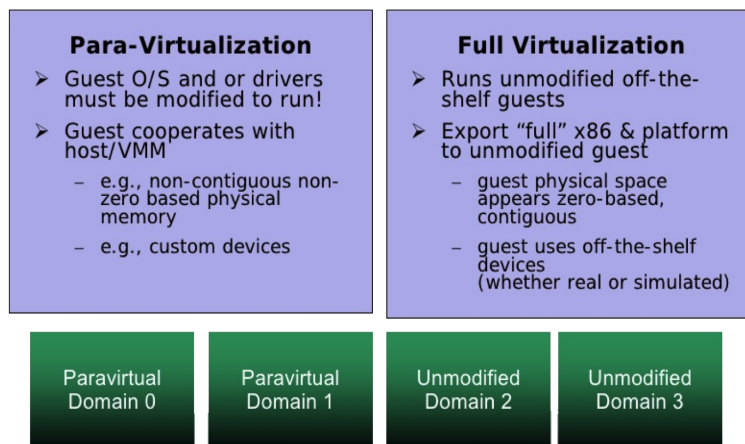 Para-Virtualization
➢ Guest O/S and or drivers
must be modified to run!
➢ Guest cooperates with
host/VMM
– e.g., non-contiguous non-
zero based physical
memory
– e.g., custom devices
Full Virtualization
➢ Runs unmodified off-the-
shelf guests
➢ Export “full” x86 & platform
to unmodified guest
– guest physical space
appears zero-based,
contiguous
– guest uses off-the-shelf
devices
(whether real or simulated)
Paravirtual
Domain 0
Paravirtual
Domain 1
Unmodified
Domain 2
Unmodified
Domain 3